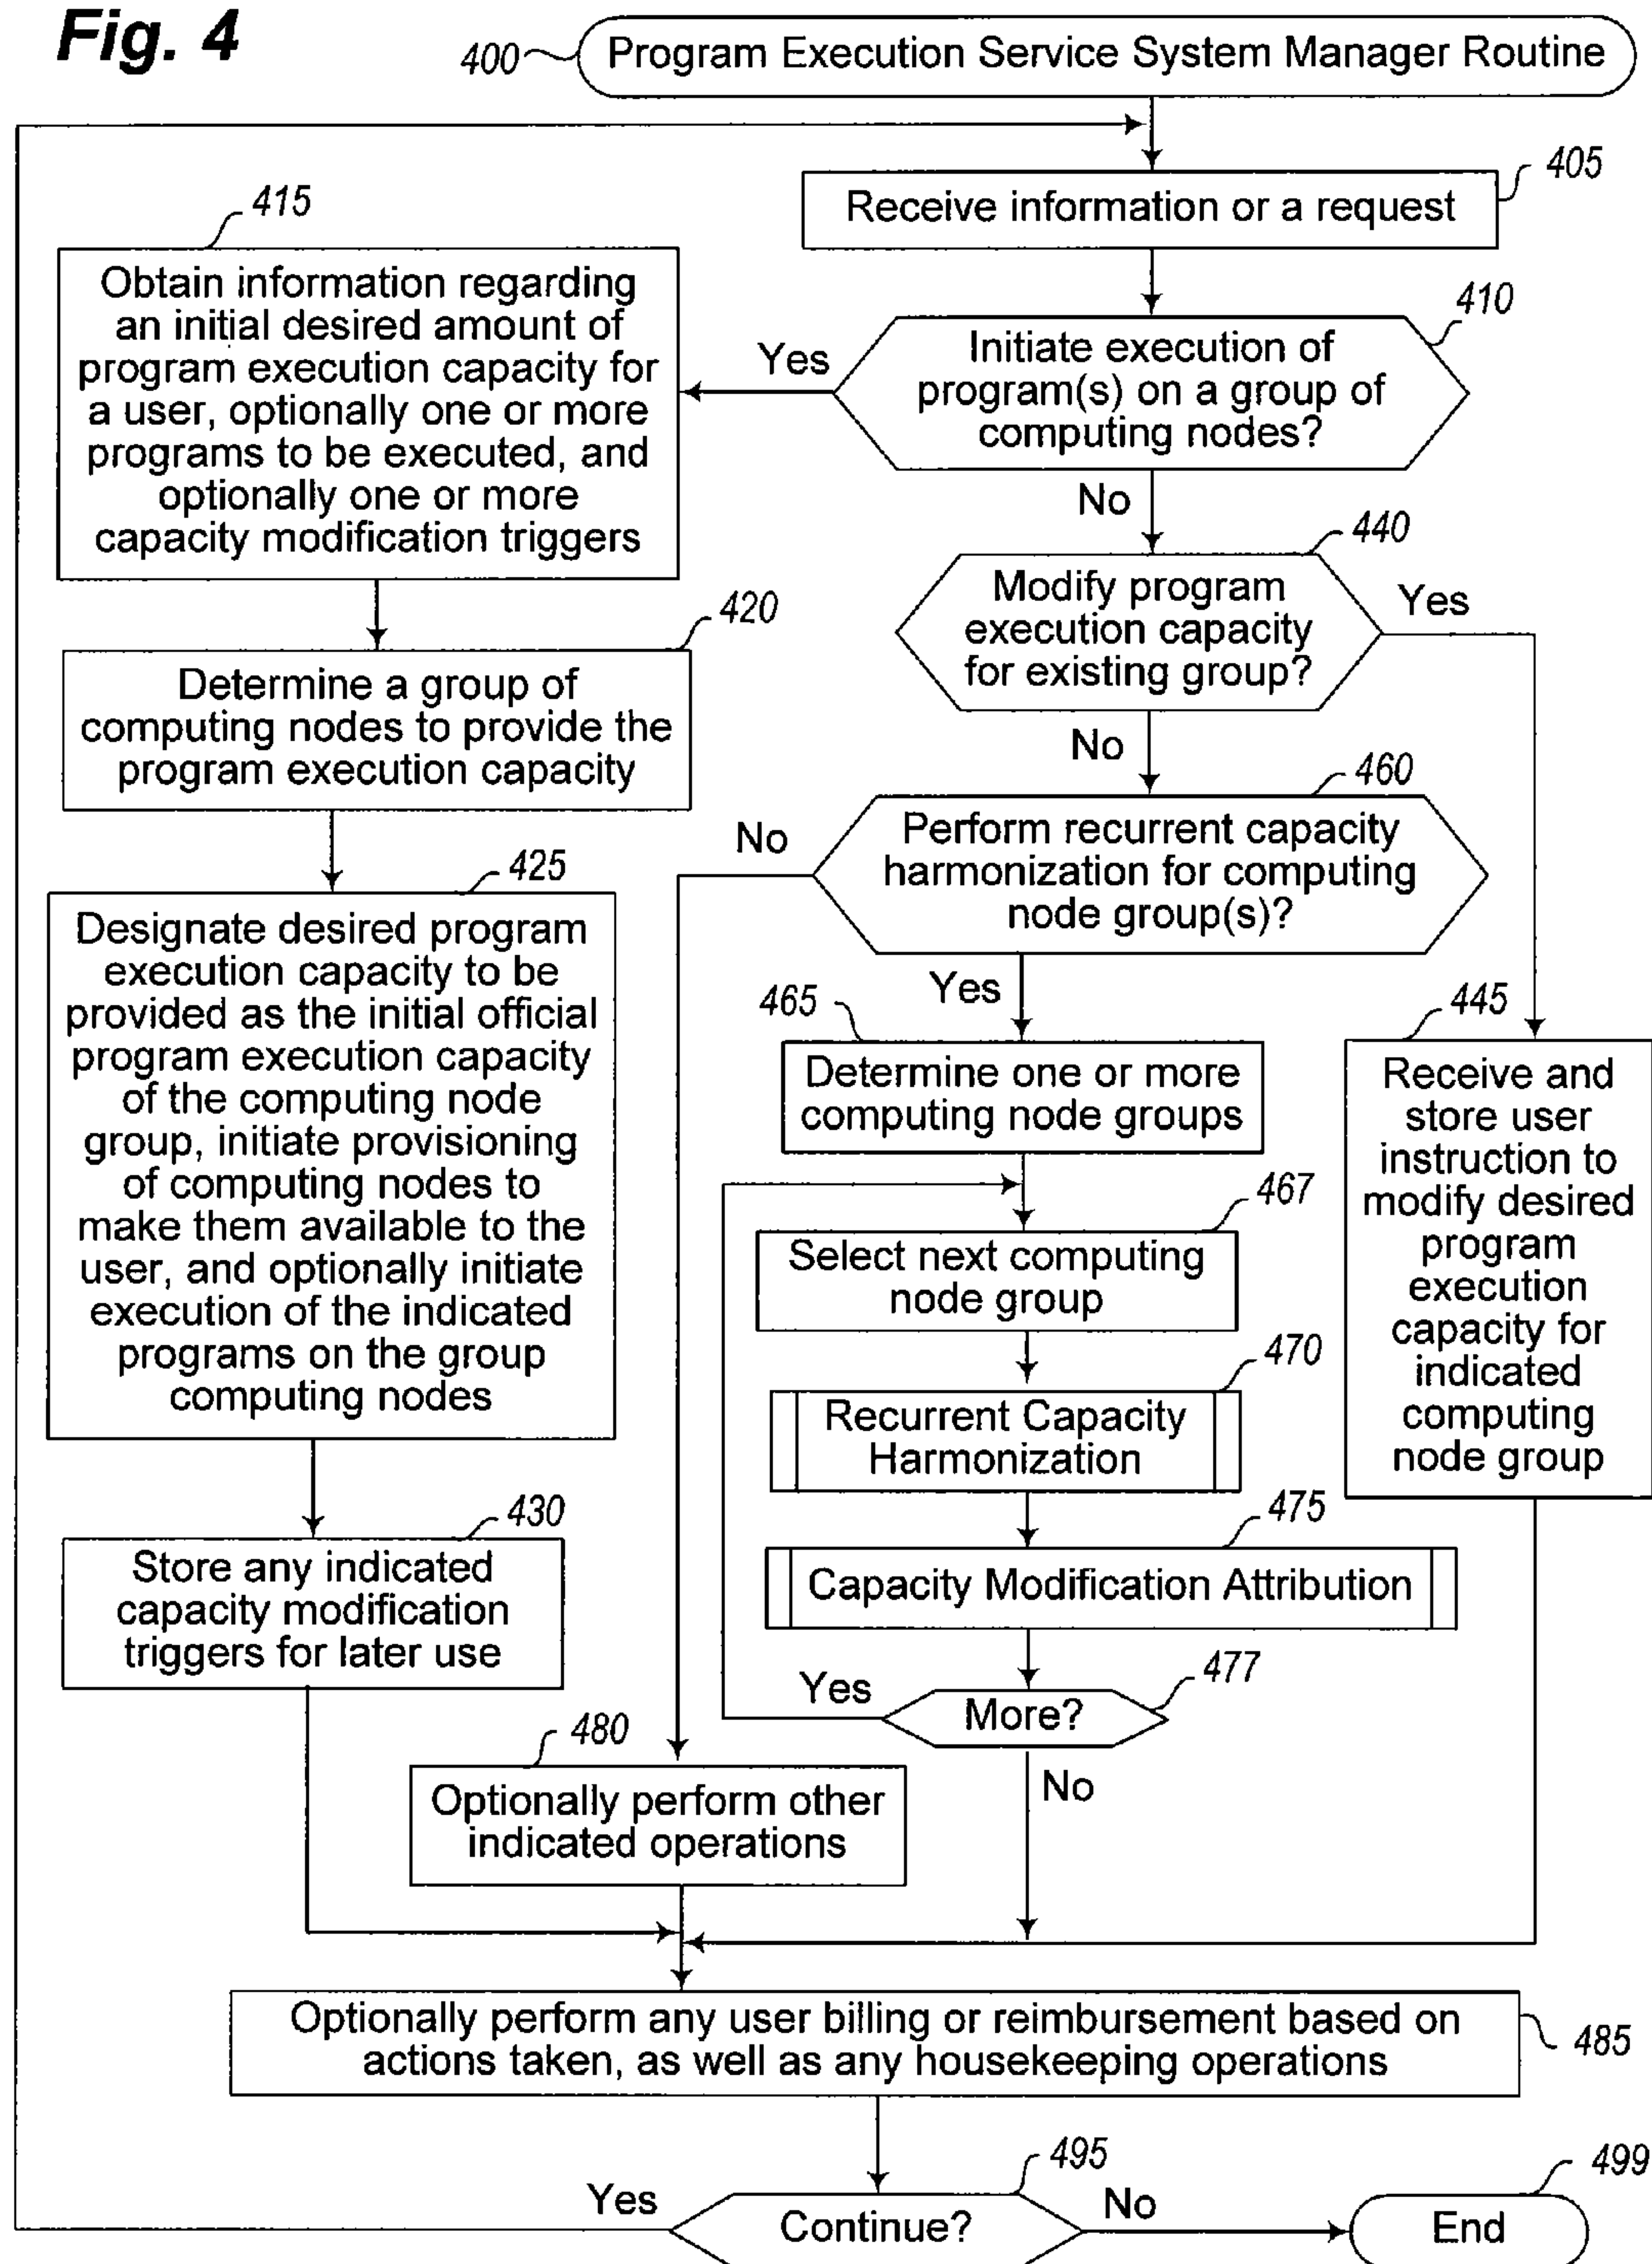 Fig. 4
400
Program Execution Service System Manager Routine
405
Receive information or a request
410
Initiate execution of
program(s) on a group of
computing nodes?
Yes
No
415
Obtain information regarding
an initial desired amount of
program execution capacity for
a user, optionally one or more
programs to be executed, and
optionally one or more
capacity modification triggers
420
Determine a group of
computing nodes to provide the
program execution capacity
425
Designate desired program
execution capacity to be
provided as the initial official
program execution capacity
of the computing node
group, initiate provisioning
of computing nodes to
make them available to the
user, and optionally initiate
execution of the indicated
programs on the group
computing nodes
430
Store any indicated
capacity modification
triggers for later use
440
Modify program
execution capacity
for existing group?
Yes
No
445
Receive and
store user
instruction to
modify desired
program
execution
capacity for
indicated
computing
node group
460
Perform recurrent capacity
harmonization for computing
node group(s)?
No
Yes
465
Determine one or more
computing node groups
467
Select next computing
node group
470
Recurrent Capacity
Harmonization
475
Capacity Modification Attribution
477
More?
Yes
No
480
Optionally perform other
indicated operations
485
Optionally perform any user billing or reimbursement based on
actions taken, as well as any housekeeping operations
495
Continue?
Yes
No
499
End